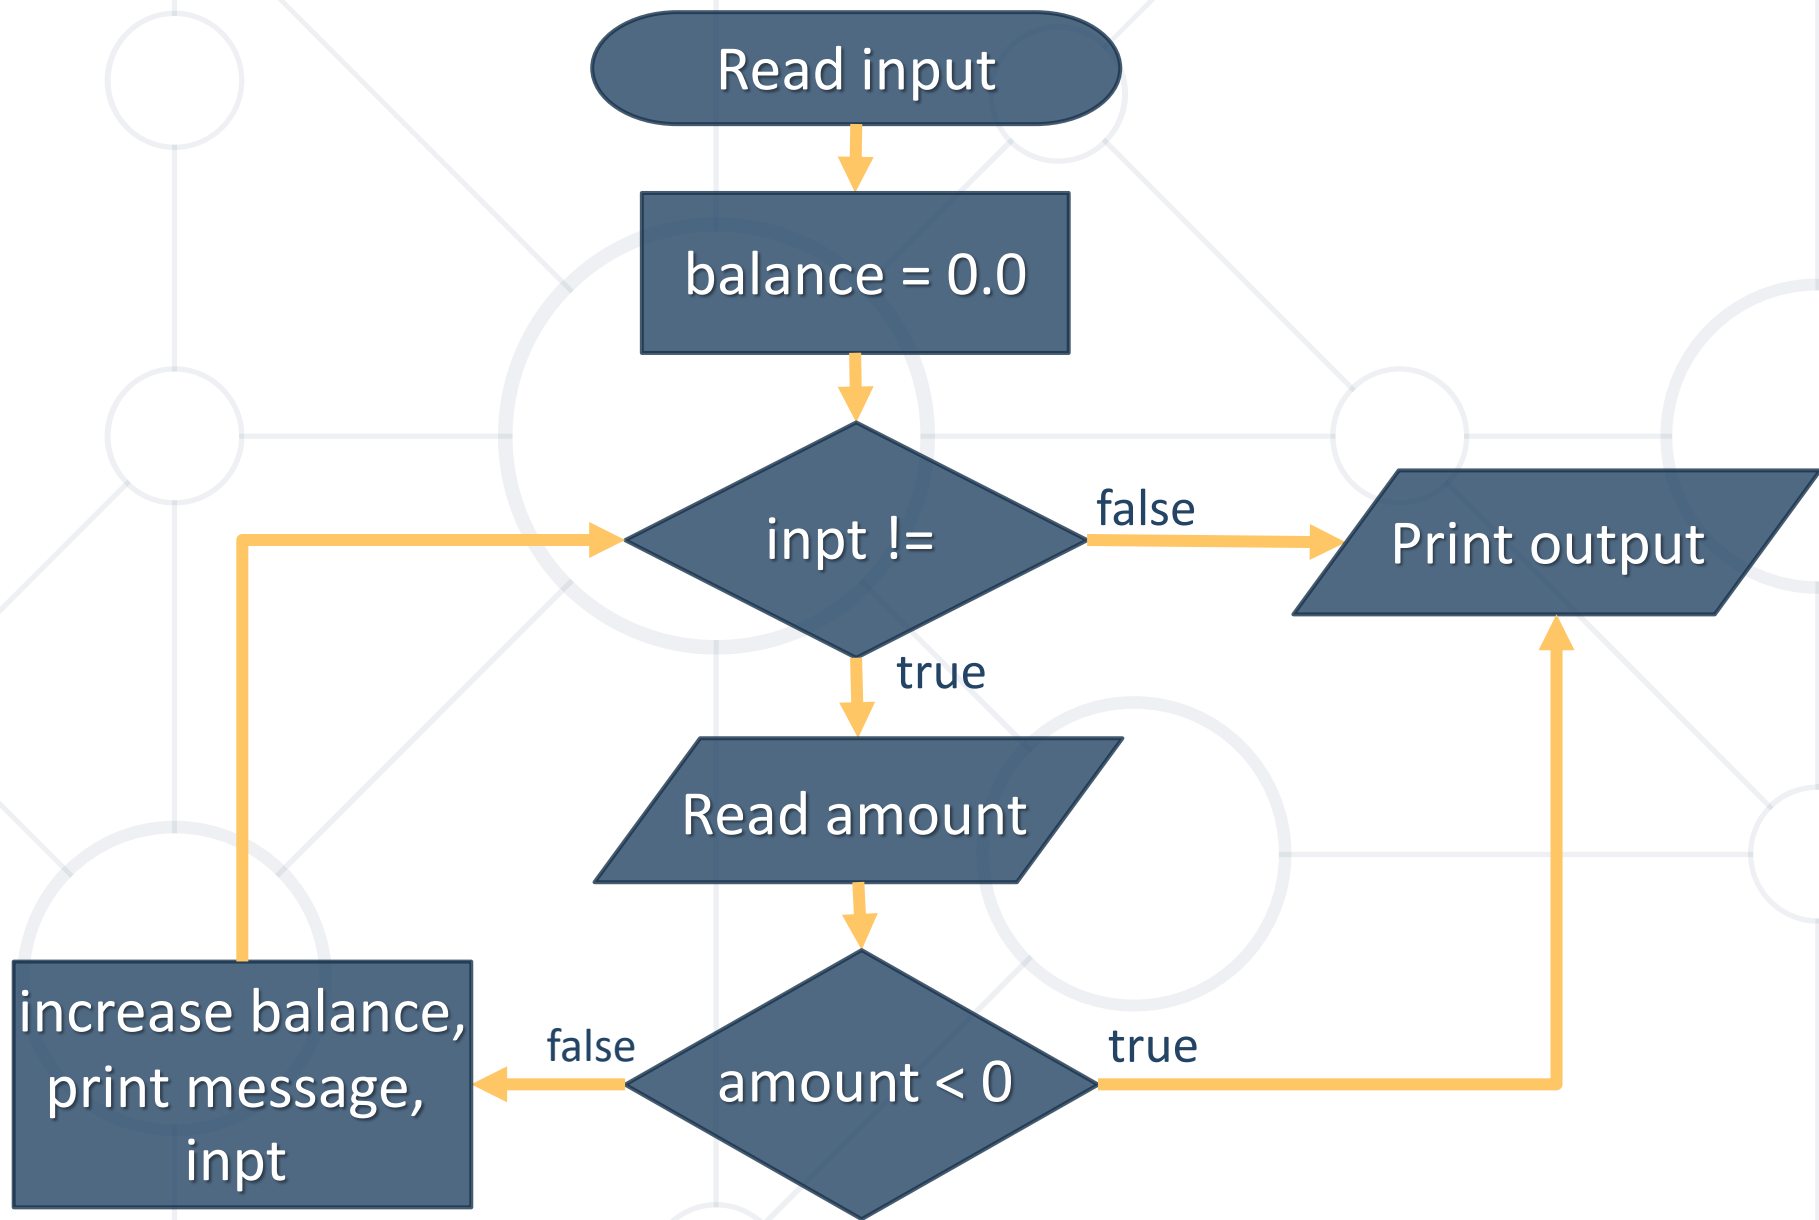 Read input
balance = 0.0
inpt !=
false
Print output
true
Read amount
amount < 0
false
true
increase balance,
print message,
inpt